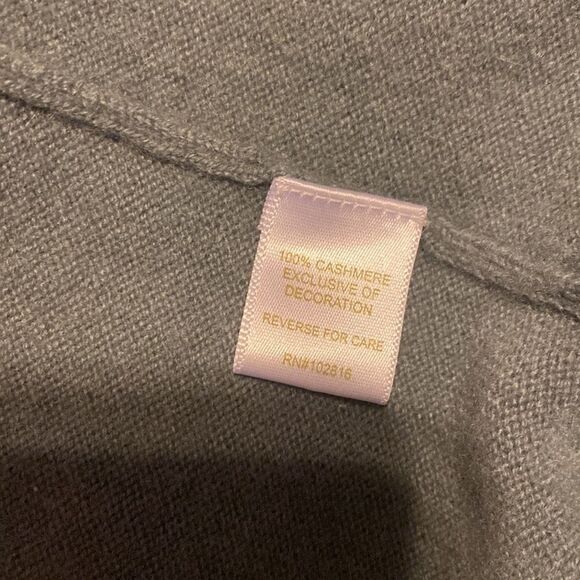 100% CASHMERE
EXCLUSIVE OF
DECORATION
REVERSE FOR CARE
RN#102816